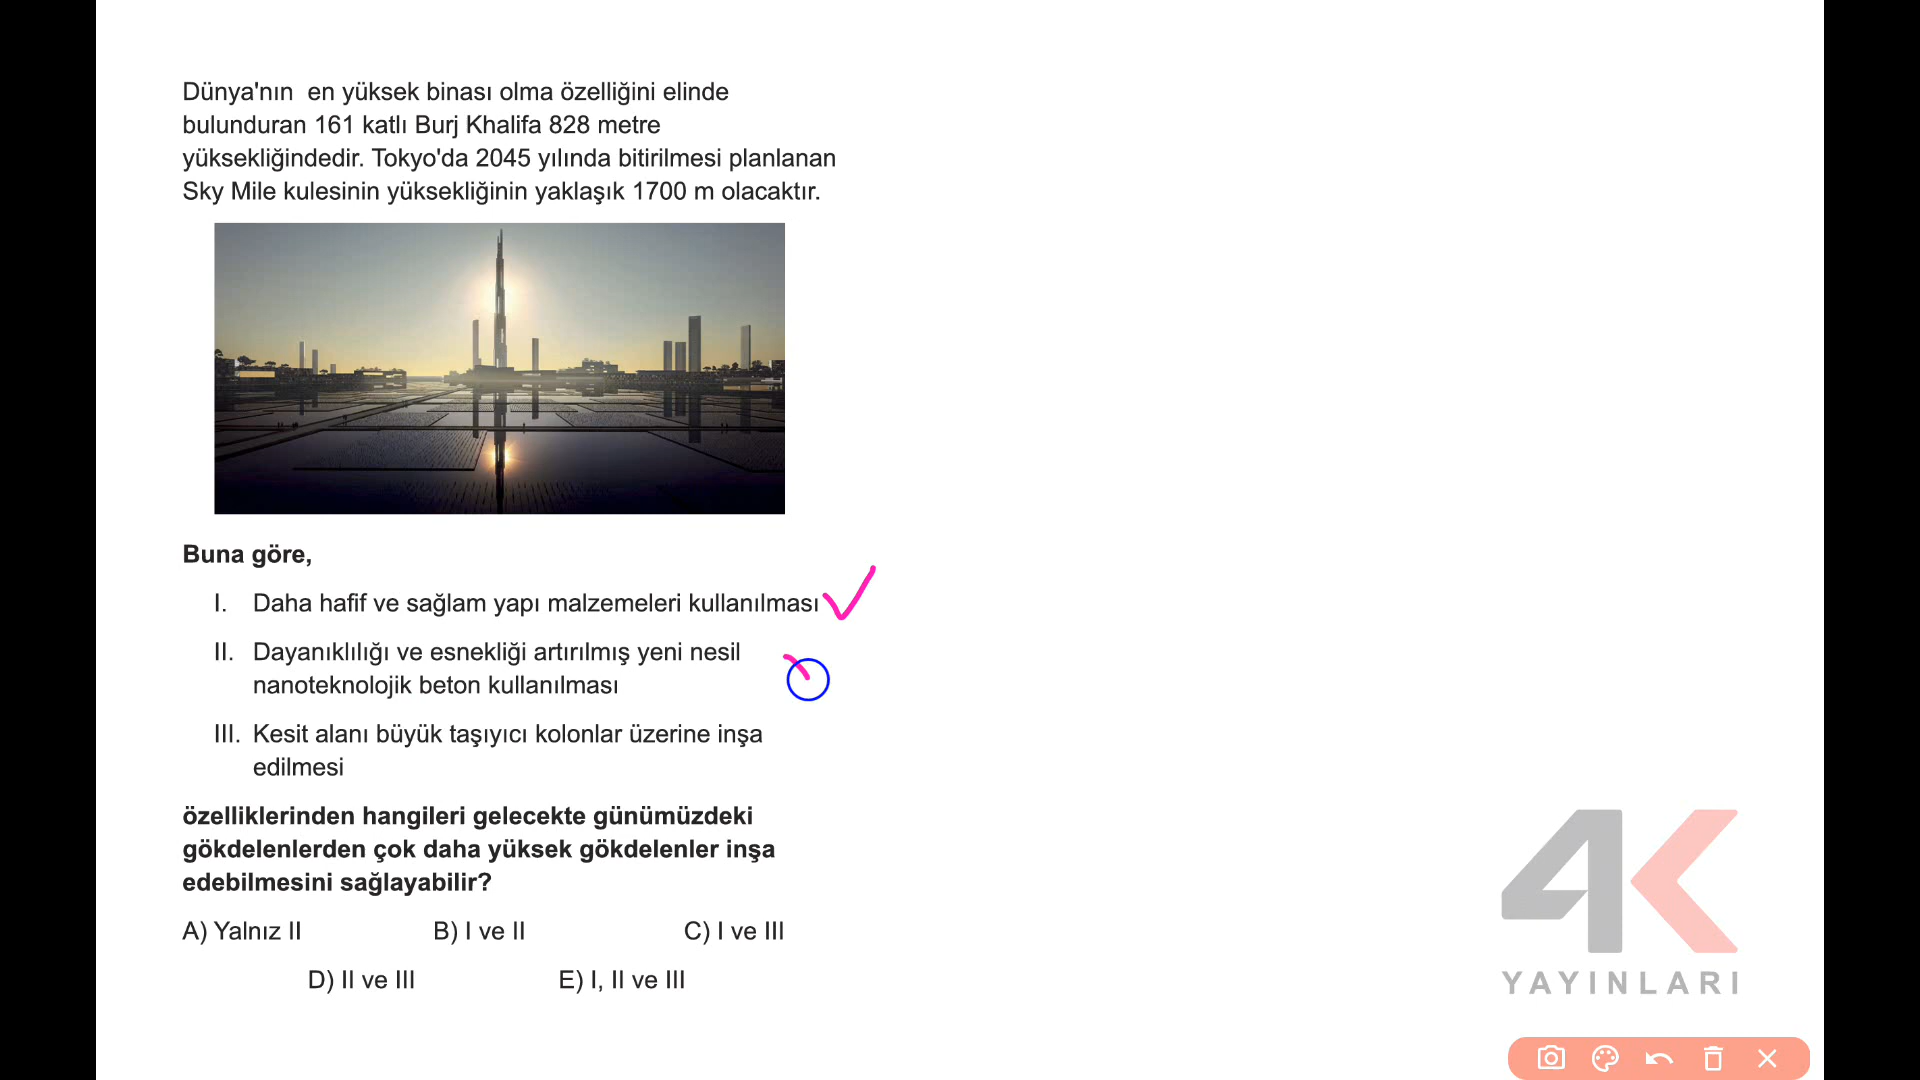 Dünya'nın en yüksek binası olma özelliğini elinde
bulunduran 161 katlı Burj Khalifa 828 metre
yüksekliğindedir. Tokyo'da 2045 yılında bitirilmesi planlanan
Sky Mile kulesinin yüksekliğinin yaklaşık 1700 m olacaktır.
Buna göre,
I. Daha hafif ve sağlam yapı malzemeleri kullanılması
II. Dayanıklılığı ve esnekliği artırılmış yeni nesil
nanoteknolojik beton kullanılması
III. Kesit alanı büyük taşıyıcı kolonlar üzerine inşa
edilmesi
özelliklerinden hangileri gelecekte günümüzdeki
gökdelenlerden çok daha yüksek gökdelenler inşa
edebilmesini sağlayabilir?
A) Yalnız II B) I ve II C) I ve III
D) II ve III E) I, II ve III
4K
YAYINLARI